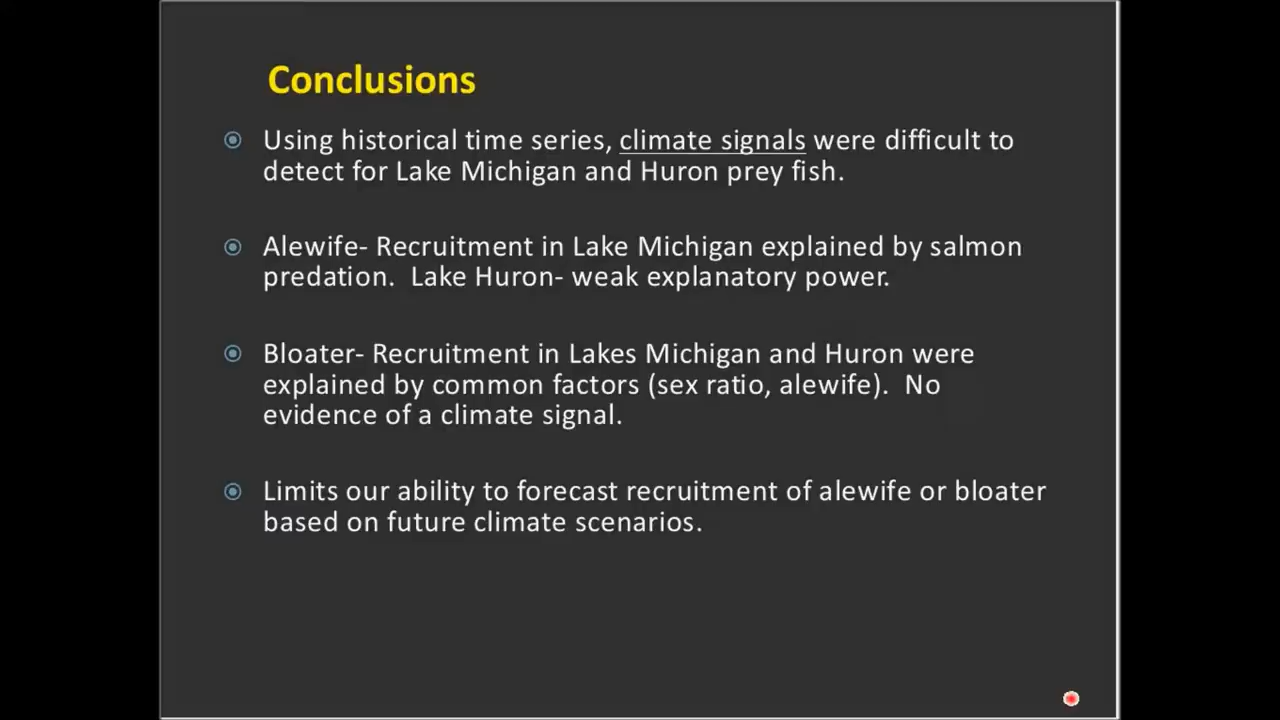 Conclusions
Using historical time series, climate signals were difficult to
detect for Lake Michigan and Huron prey fish.
Alewife- Recruitment in Lake Michigan explained by salmon
predation.  Lake Huron- weak explanatory power.
Bloater- Recruitment in Lakes Michigan and Huron were
explained by common factors (sex ratio, alewife).  No
evidence of a climate signal.
Limits our ability to forecast recruitment of alewife or bloater
based on future climate scenarios.